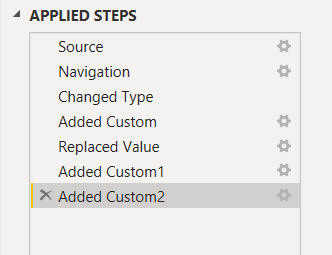 APPLIED STEPS
Source
Navigation
Changed Type
Added Custom
Replaced Value
Added Custom1
Added Custom2